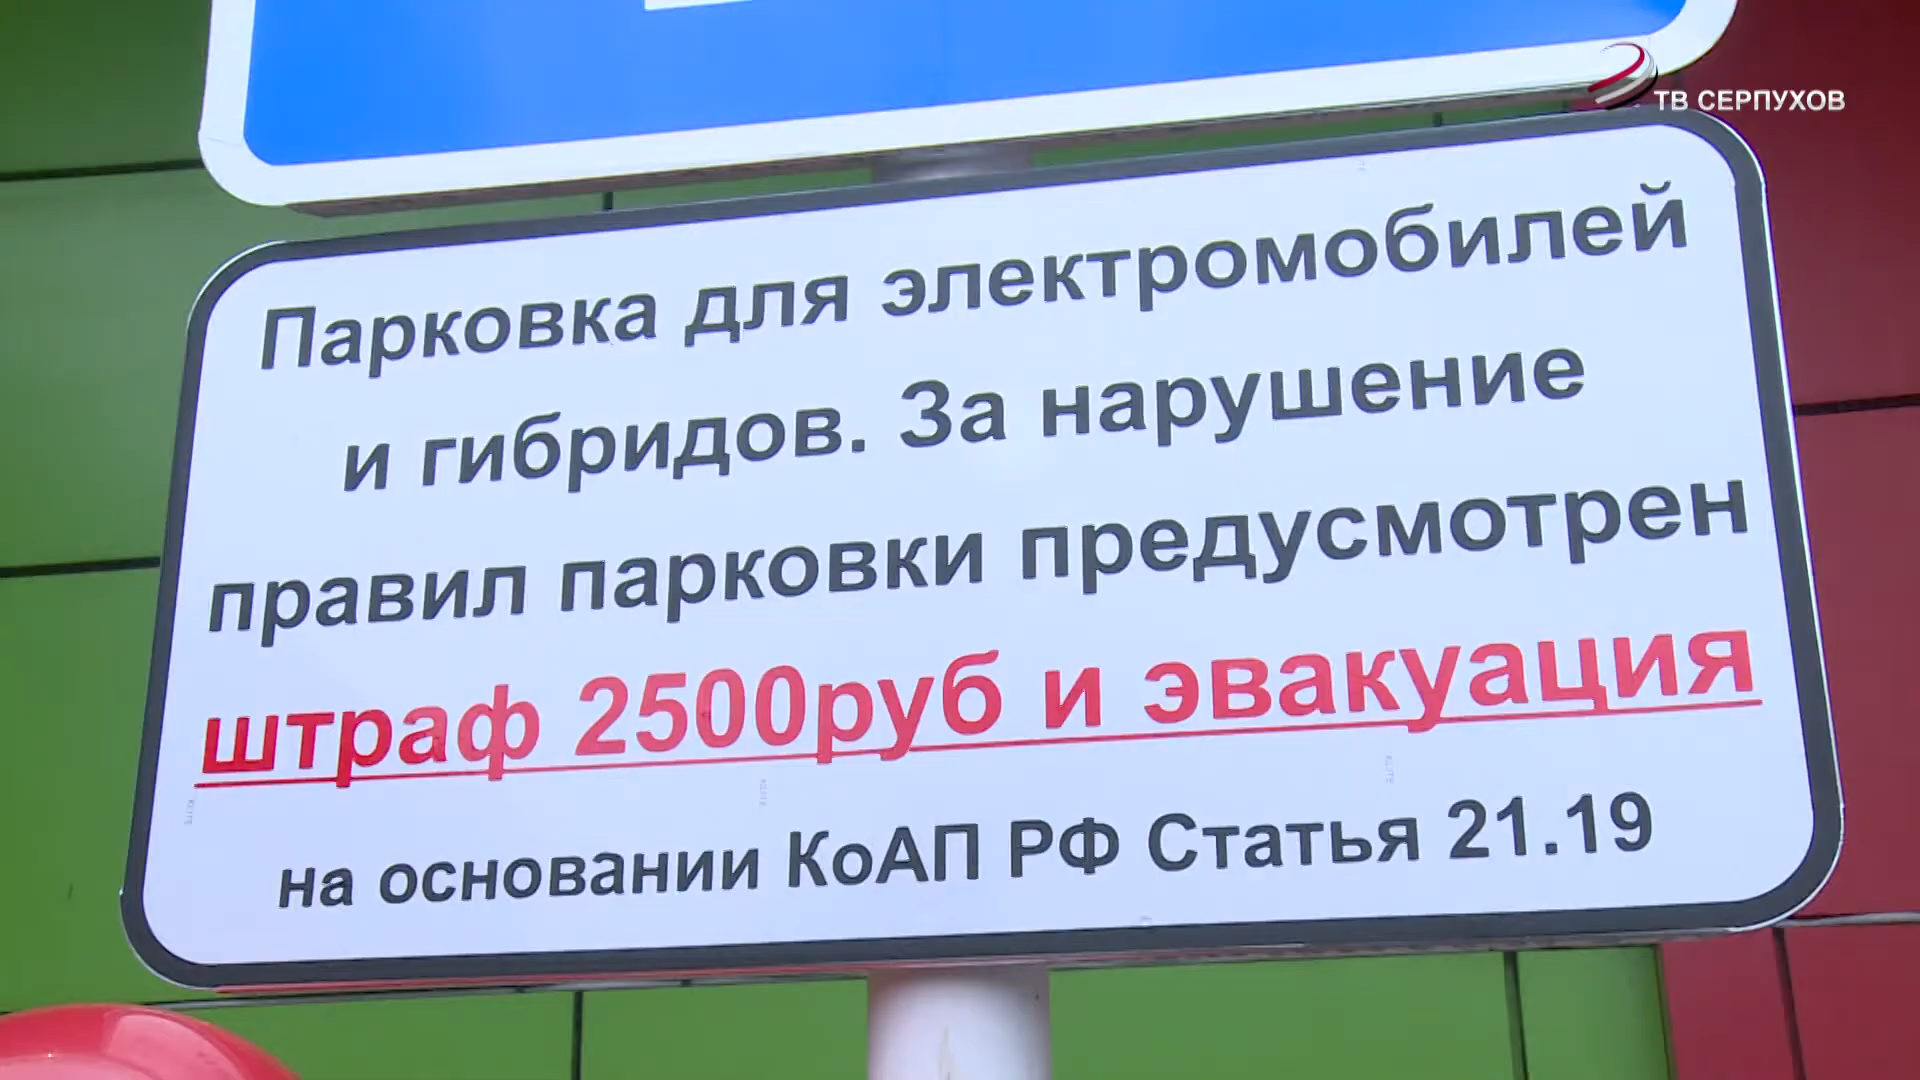 ТВ СЕРПУХОВ
Парковка для электромобилей
и гибридов. За нарушение
правил парковки предусмотрен
штраф 2500руб и эвакуация
на основании КоАП РФ Статья 21.19